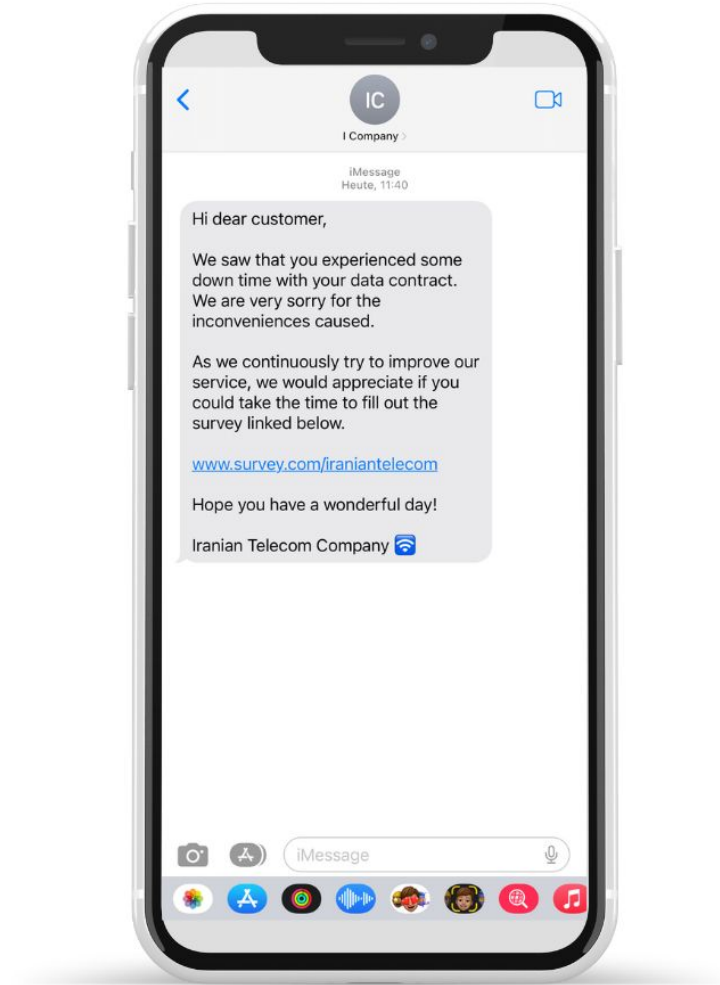 IC
I Company
iMessage
Heute, 11:40
Hi dear customer,
We saw that you experienced some
down time with your data contract.
We are very sorry for the
inconveniences caused.
As we continuously try to improve our
service, we would appreciate if you
could take the time to fill out the
survey linked below.
www.survey.com/iraniantelecom
Hope you have a wonderful day!
Iranian Telecom Company
iMessage